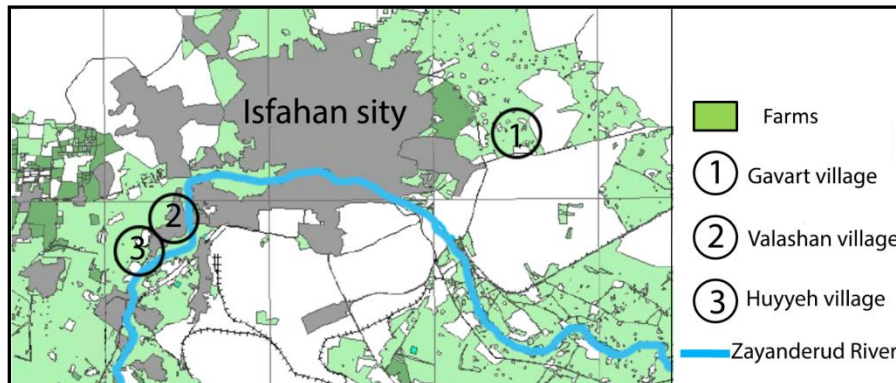 Isfahan sity
1
2
3
Farms
1 Gavart village
2 Valashan village
3 Huyyeh village
Zayanderud River